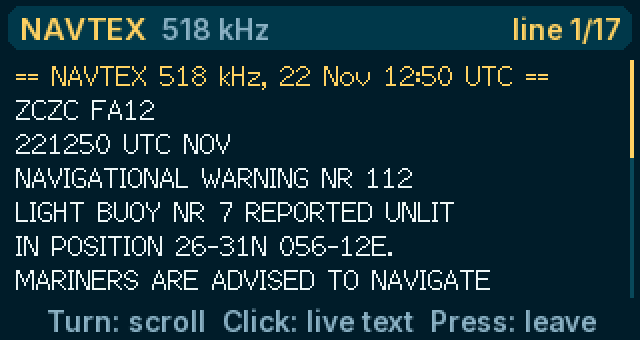 NAVTEX 518 kHz line 1/17
== NAVTEX 518 kHz, 22 Nov 12:50 UTC ==
ZCZC FA12
221250 UTC NOV
NAVIGATIONAL WARNING NR 112
LIGHT BUOY NR 7 REPORTED UNLIT
IN POSITION 26-31N 056-12E.
MARINERS ARE ADVISED TO NAVIGATE
Turn: scroll Click: live text Press: leave